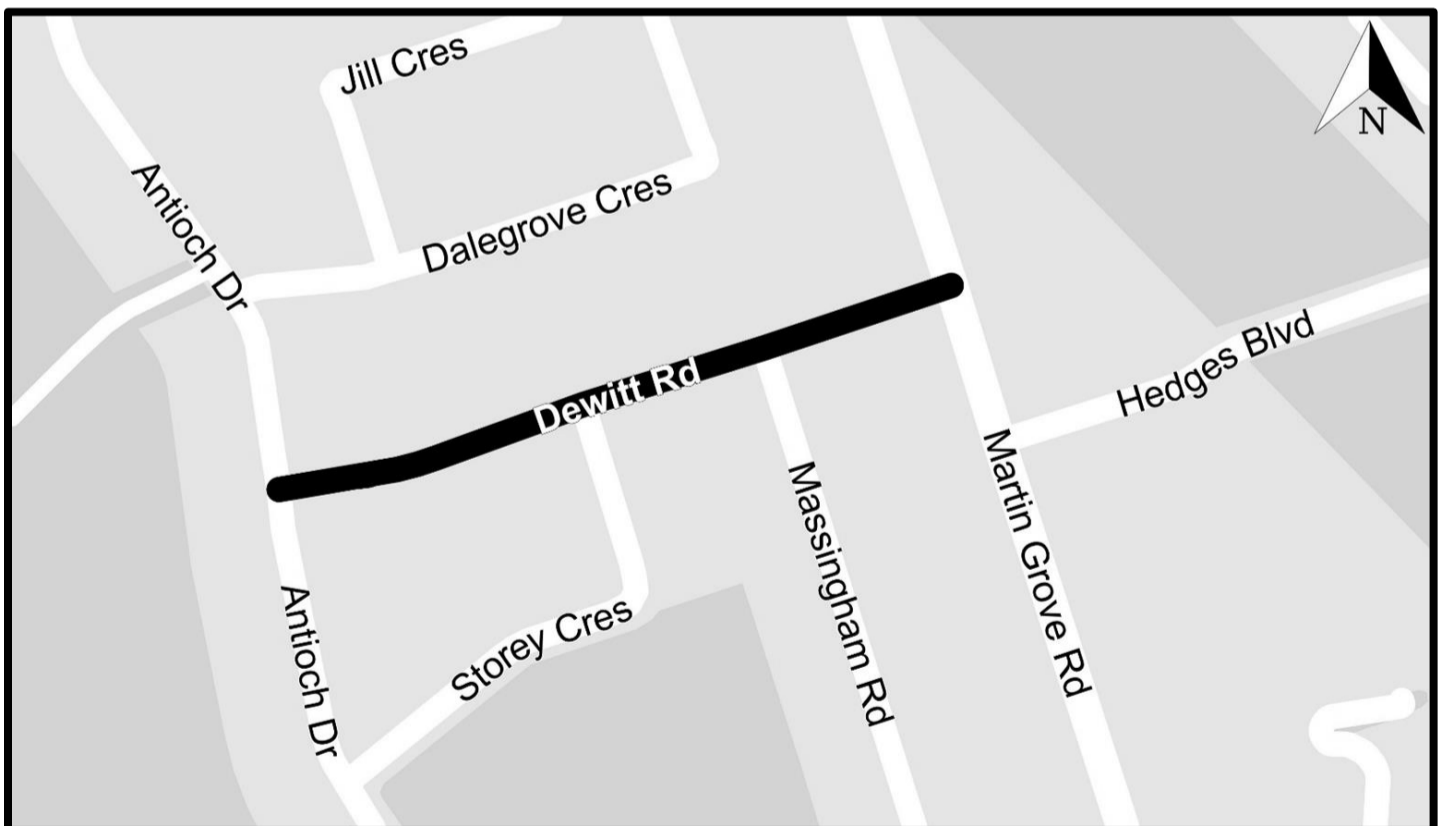 Jill Cres
N
Antioch Dr
Dalegrove Cres
Hedges Blvd
Dewitt Rd
Martin Grove Rd
Massingham Rd
Antioch Dr
Storey Cres